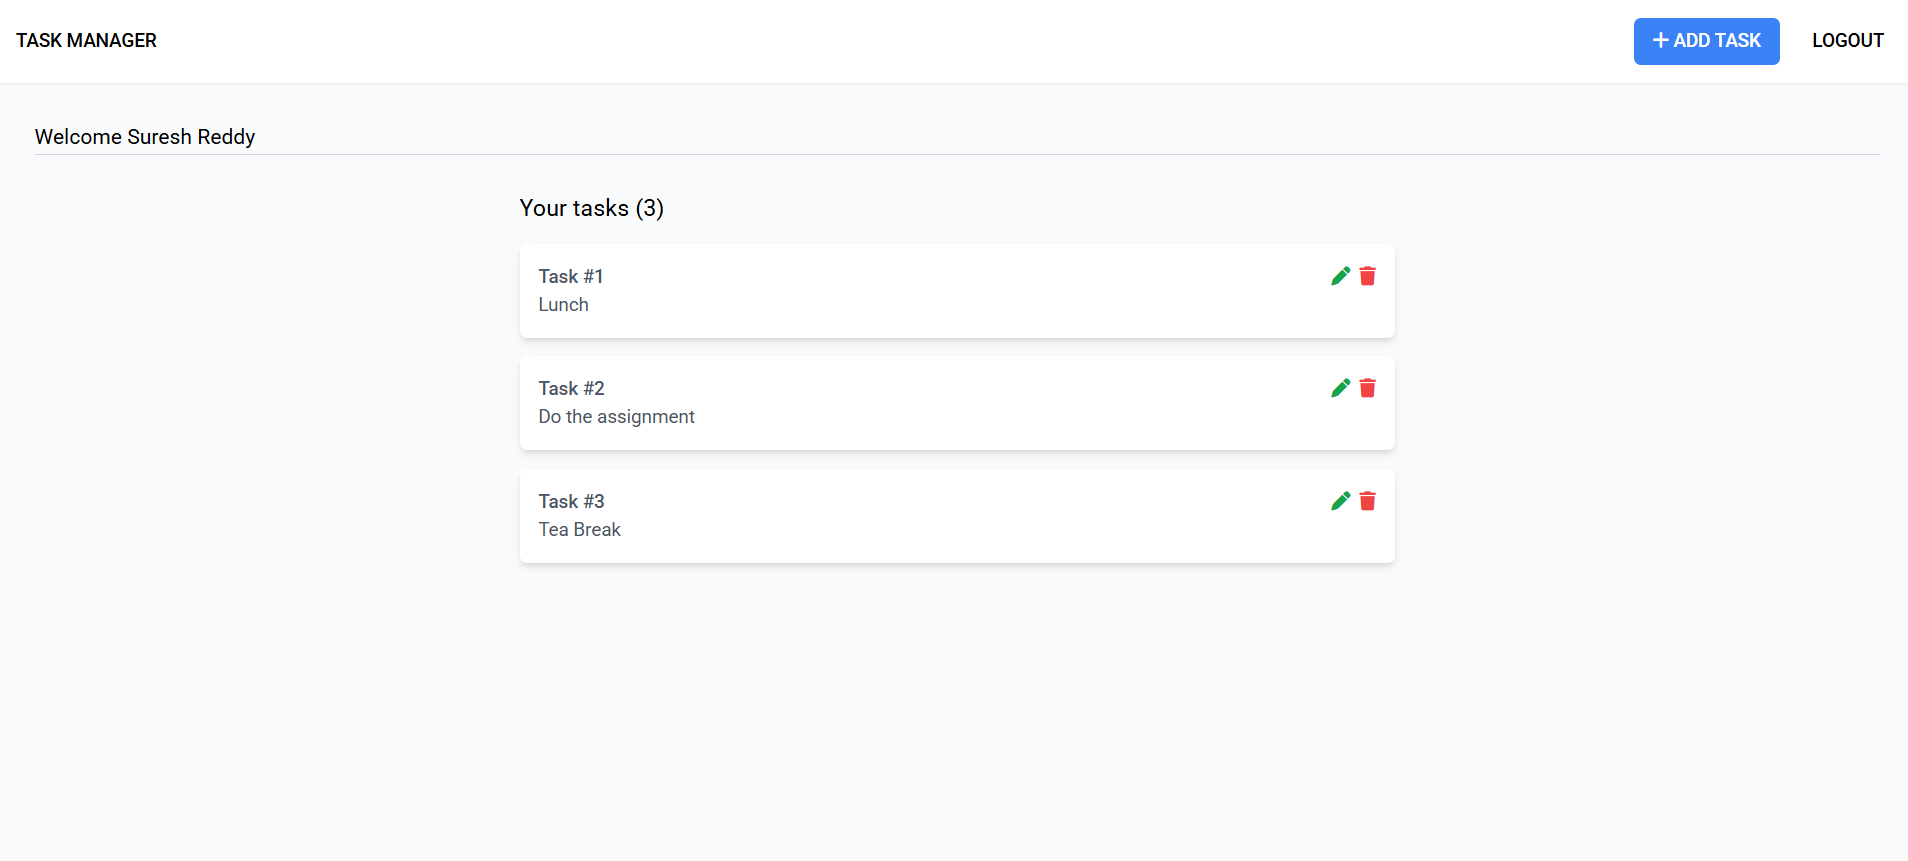 TASK MANAGER
ADD TASK
LOGOUT
Welcome Suresh Reddy
Your tasks (3)
Task #1
Lunch
Task #2
Do the assignment
Task #3
Tea Break